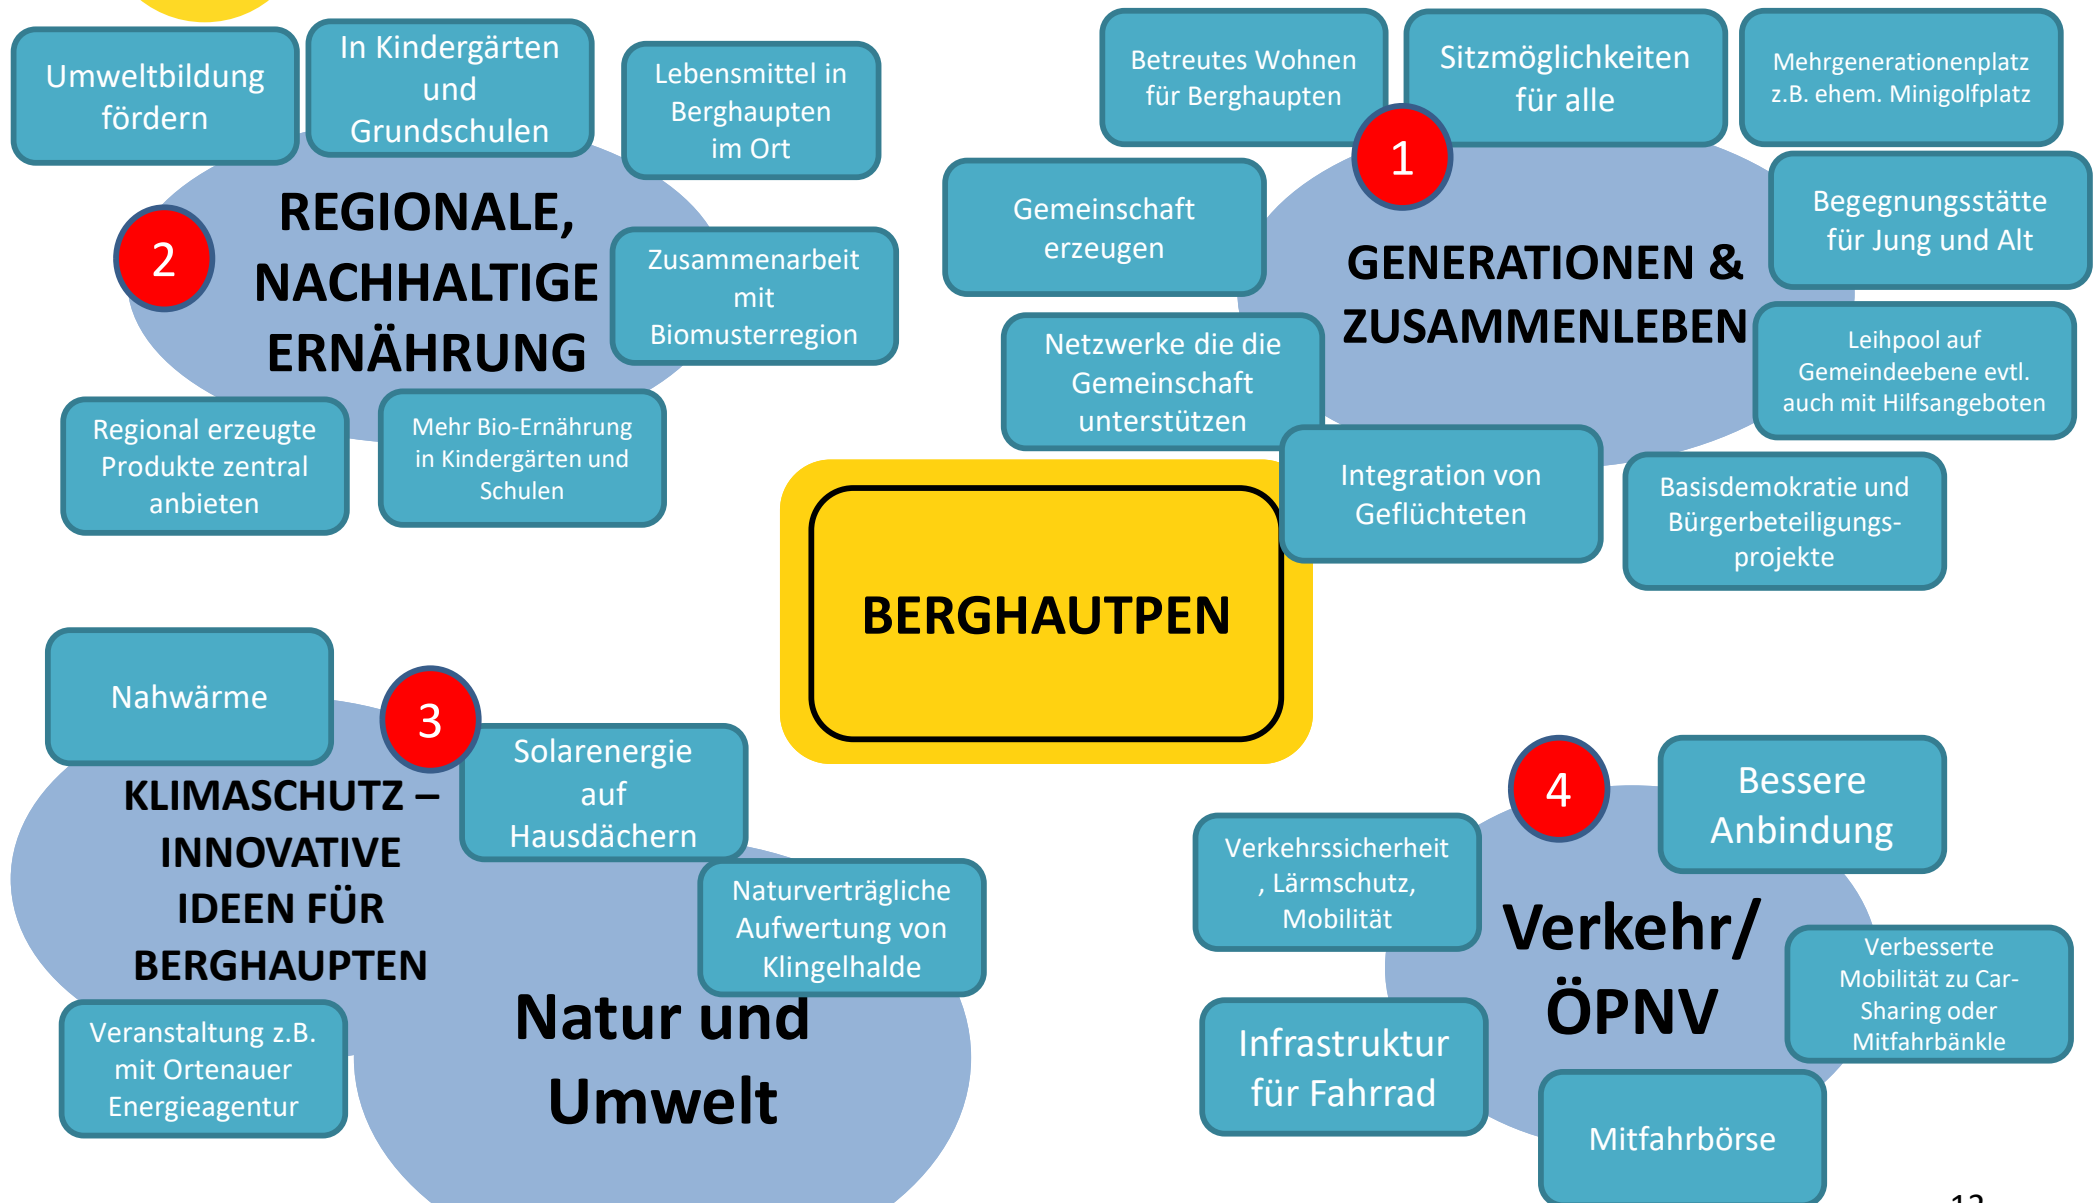 Umweltbildung
fördern
In Kindergärten
und
Grundschulen
Lebensmittel in
Berghaupten
im Ort
2
REGIONALE,
NACHHALTIGE
ERNÄHRUNG
Zusammenarbeit
mit
Biomusterregion
Regional erzeugte
Produkte zentral
anbieten
Mehr Bio-Ernährung
in Kindergärten und
Schulen
Betreutes Wohnen
für Berghaupten
Sitzmöglichkeiten
für alle
Mehrgenerationenplatz
z.B. ehem. Minigolfplatz
1
Gemeinschaft
erzeugen
GENERATIONEN &
ZUSAMMENLEBEN
Begegnungsstätte
für Jung und Alt
Netzwerke die die
Gemeinschaft
unterstützen
Leihpool auf
Gemeindeebene evtl.
auch mit Hilfsangeboten
Integration von
Geflüchteten
Basisdemokratie und
Bürgerbeteiligungs-
projekte
BERGHAUTPEN
Nahwärme
3
Solarenergie
auf
Hausdächern
KLIMASCHUTZ –
INNOVATIVE
IDEEN FÜR
BERGHAUPTEN
Naturverträgliche
Aufwertung von
Klingelhalde
Veranstaltung z.B.
mit Ortenauer
Energieagentur
Natur und
Umwelt
4
Bessere
Anbindung
Verkehrssicherheit
, Lärmschutz,
Mobilität
Verkehr/
ÖPNV
Verbesserte
Mobilität zu Car-
Sharing oder
Mitfahrbänkle
Infrastruktur
für Fahrrad
Mitfahrbörse